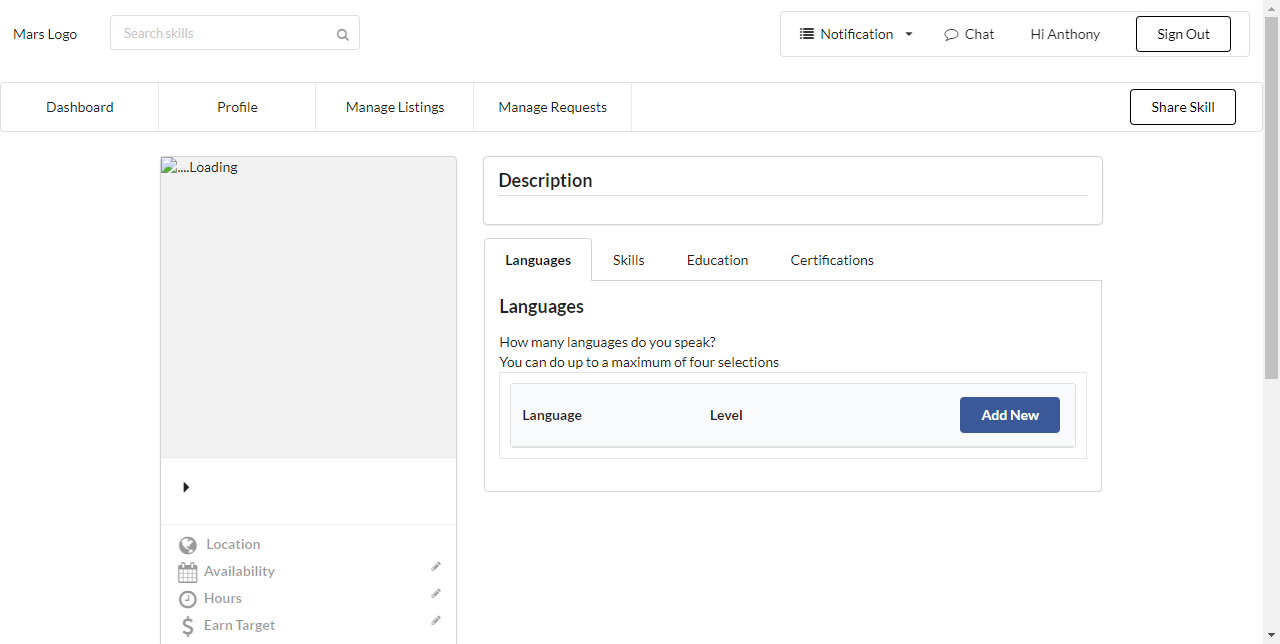 Mars Logo
Search skills
Notification
Chat
Hi Anthony
Sign Out
Dashboard
Profile
Manage Listings
Manage Requests
Share Skill
....Loading
Description
Languages
Skills
Education
Certifications
Languages
How many languages do you speak?
You can do up to a maximum of four selections
Language
Level
Add New
Location
Availability
Hours
Earn Target